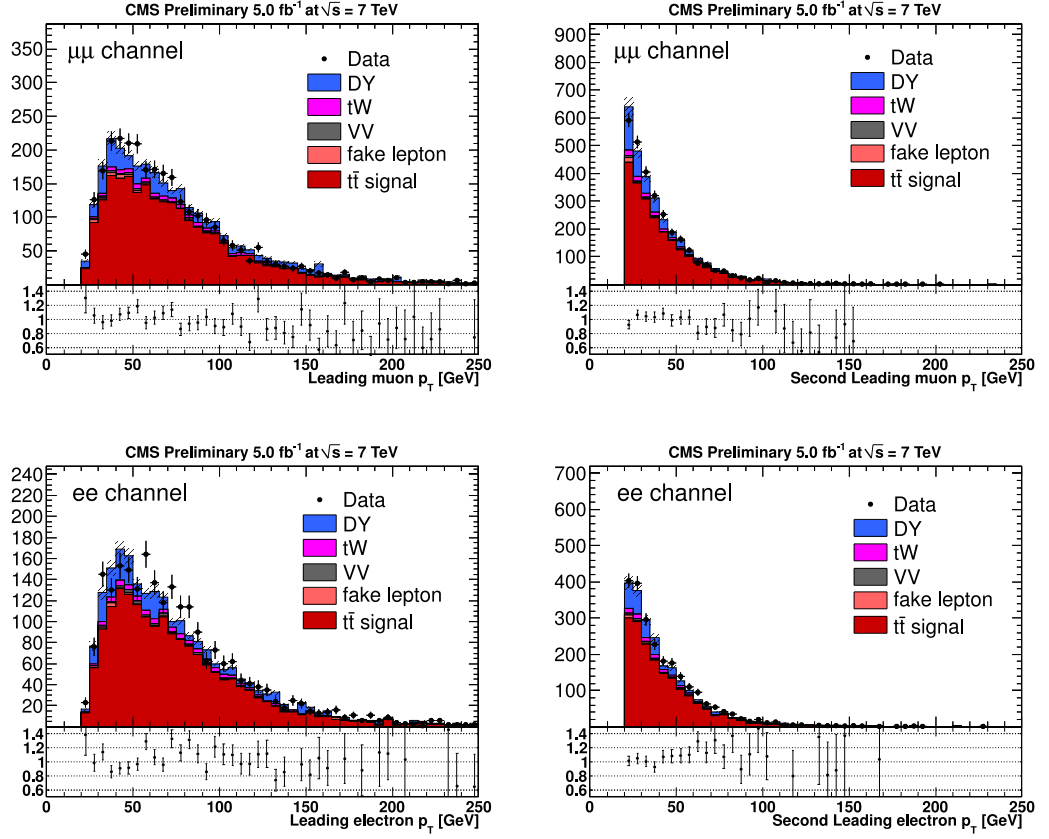 CMS Preliminary 5.0 fb⁻¹ at √s = 7 TeV
μμ channel
350
300
250
200
150
100
50
Data
DY
tW
VV
fake lepton
tt̄ signal
1.4
1.2
1
0.8
0.6
0 50 100 150 200 250
Leading muon p_T [GeV]
CMS Preliminary 5.0 fb⁻¹ at √s = 7 TeV
μμ channel
900
800
700
600
500
400
300
200
100
Data
DY
tW
VV
fake lepton
tt̄ signal
1.4
1.2
1
0.8
0.6
0 50 100 150 200 250
Second Leading muon p_T [GeV]
CMS Preliminary 5.0 fb⁻¹ at √s = 7 TeV
ee channel
240
220
200
180
160
140
120
100
80
60
40
20
Data
DY
tW
VV
fake lepton
tt̄ signal
1.4
1.2
1
0.8
0.6
0 50 100 150 200 250
Leading electron p_T [GeV]
CMS Preliminary 5.0 fb⁻¹ at √s = 7 TeV
ee channel
700
600
500
400
300
200
100
Data
DY
tW
VV
fake lepton
tt̄ signal
1.4
1.2
1
0.8
0.6
0 50 100 150 200 250
Second Leading electron p_T [GeV]